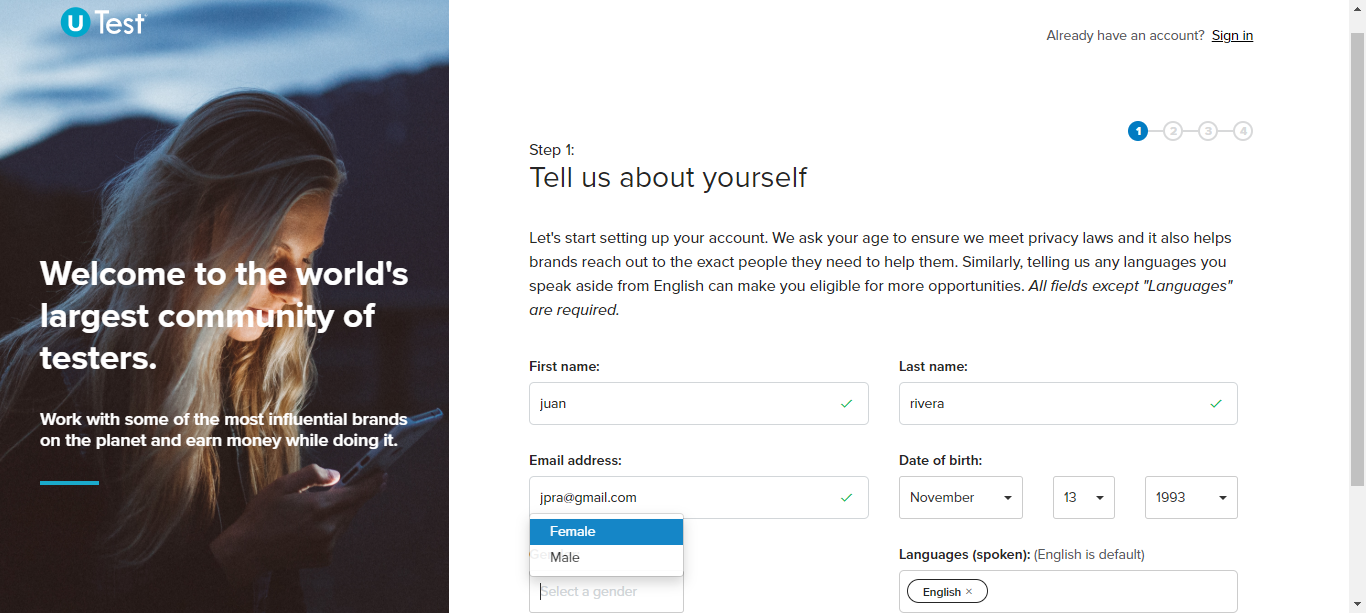 U Test
Already have an account? Sign in
1 2 3 4
Step 1:
Tell us about yourself
Let's start setting up your account. We ask your age to ensure we meet privacy laws and it also helps
brands reach out to the exact people they need to help them. Similarly, telling us any languages you
speak aside from English can make you eligible for more opportunities. All fields except "Languages"
are required.
Welcome to the world's
largest community of
testers.
Work with some of the most influential brands
on the planet and earn money while doing it.
First name:
juan
Last name:
rivera
Email address:
jpra@gmail.com
Date of birth:
November 13 1993
Female
Male
Select a gender
Languages (spoken): (English is default)
English ×